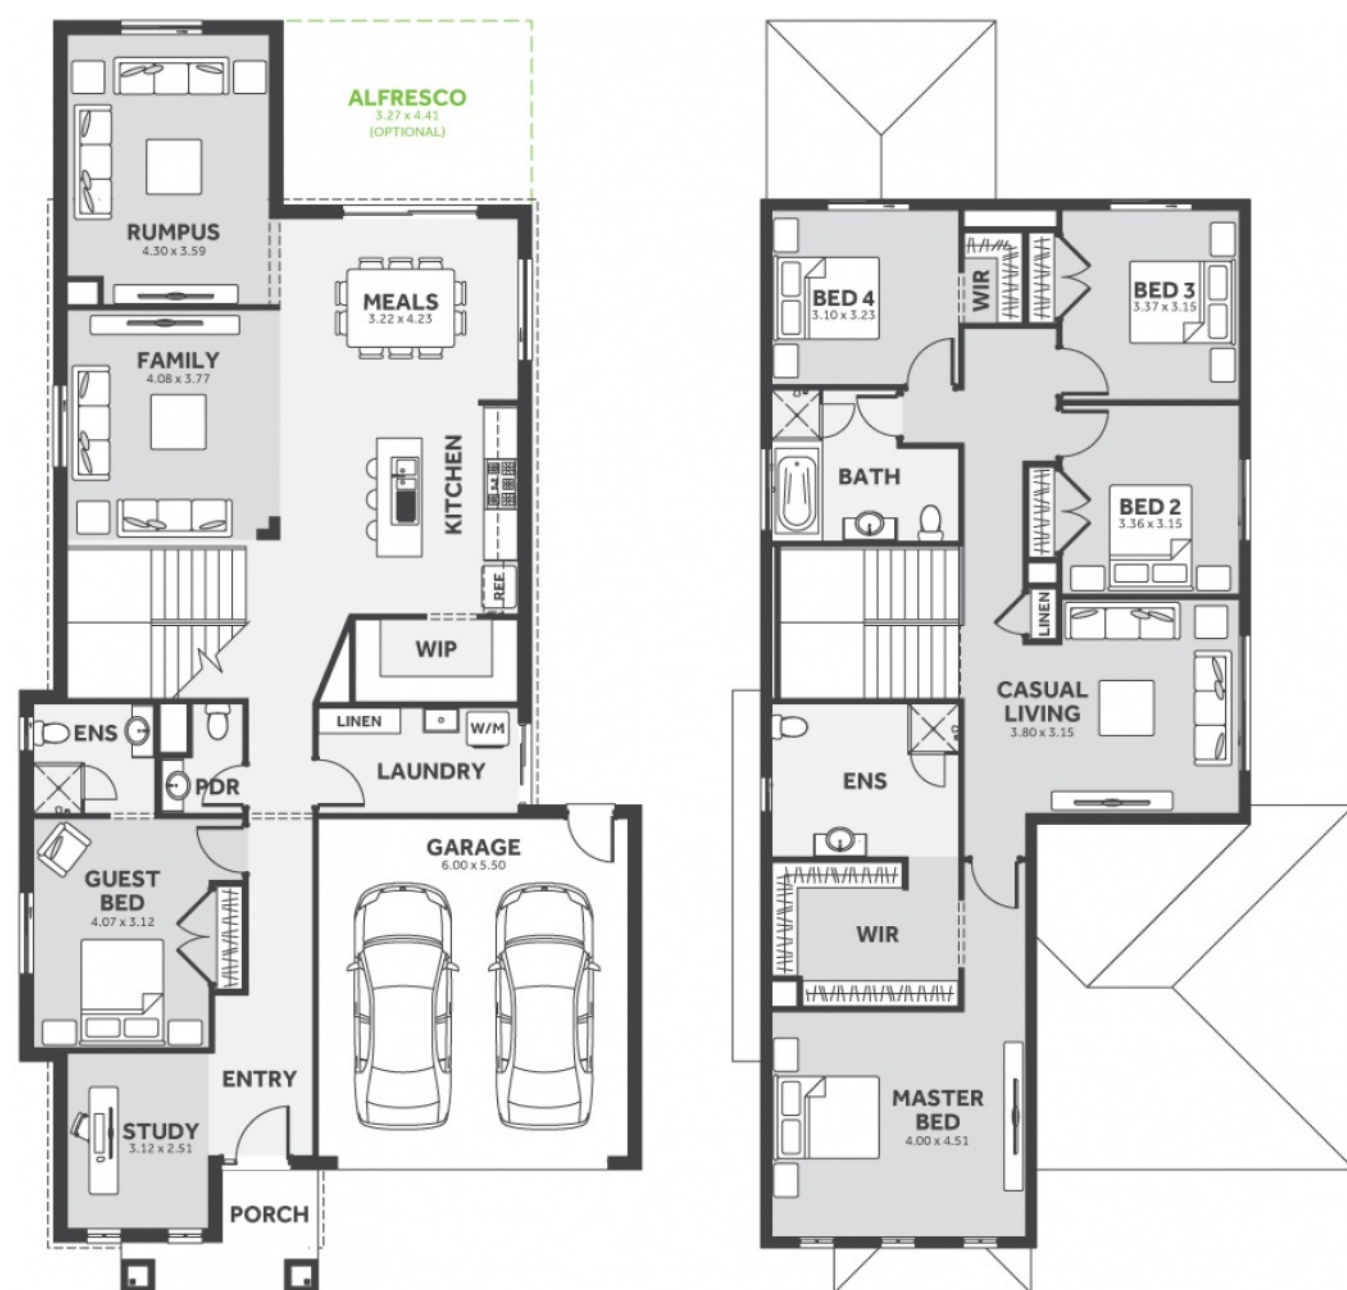 ALFRESCO
3.27 x 4.41
(OPTIONAL)
RUMPUS
4.30 x 3.59
MEALS
3.22 x 4.23
FAMILY
4.08 x 3.77
KITCHEN
REF
WIP
LINEN
W/M
LAUNDRY
ENS
PDR
GARAGE
6.00 x 5.50
GUEST
BED
4.07 x 3.12
ENTRY
STUDY
3.12 x 2.51
PORCH
BED 4
3.10 x 3.23
WIR
BED 3
3.37 x 3.15
BATH
BED 2
3.36 x 3.15
LINEN
CASUAL
LIVING
3.80 x 3.15
ENS
WIR
MASTER
BED
4.00 x 4.51